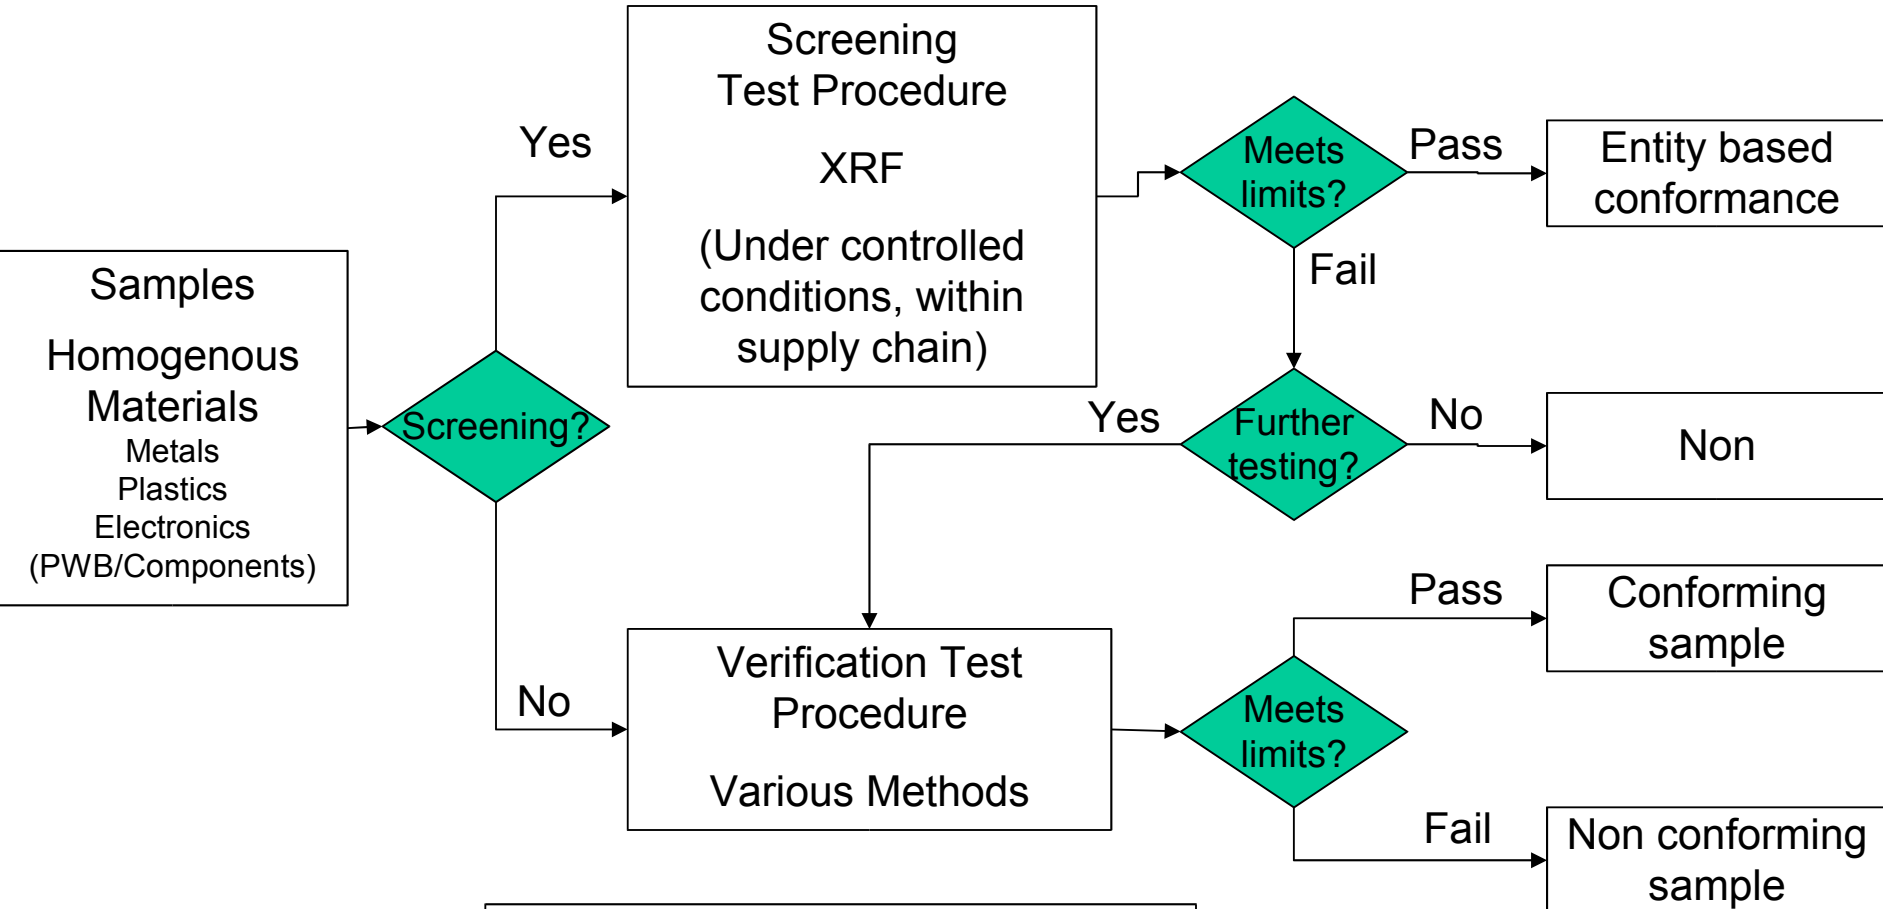 Samples
Homogenous
Materials
Metals
Plastics
Electronics
(PWB/Components)
Screening?
Yes
No
Screening
Test Procedure
XRF
(Under controlled
conditions, within
supply chain)
Meets
limits?
Pass
Fail
Entity based
conformance
Further
testing?
Yes
No
Non
Verification Test
Procedure
Various Methods
Meets
limits?
Pass
Fail
Conforming
sample
Non conforming
sample